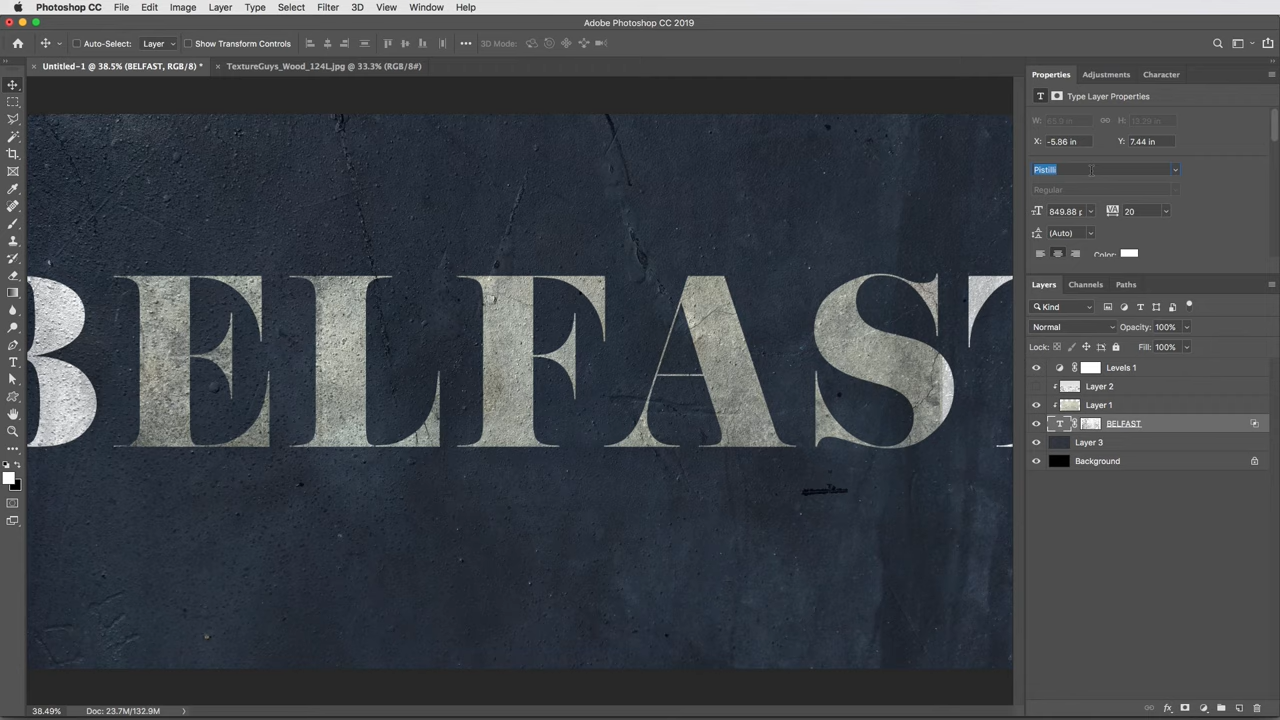 Photoshop CC File Edit Image Layer Type Select Filter 3D View Window Help
Adobe Photoshop CC 2019
Auto-Select: Layer Show Transform Controls 3D Mode:
Untitled-1 @ 38.5% (BELFAST, RGB/8) * TextureGuys_Wood_124L.jpg @ 33.3% (RGB/8#)
Properties Adjustments Character
Type Layer Properties
W: H:
X: -5.86 in Y: 7.44 in
Pistilli
Regular
849.88 p 20
(Auto)
Color:
BELFAST
Layers Channels Paths
Kind
Normal Opacity: 100%
Lock: Fill: 100%
Levels 1
Layer 2
Layer 1
BELFAST
Layer 3
Background
38.49% Doc: 23.7M/132.9M